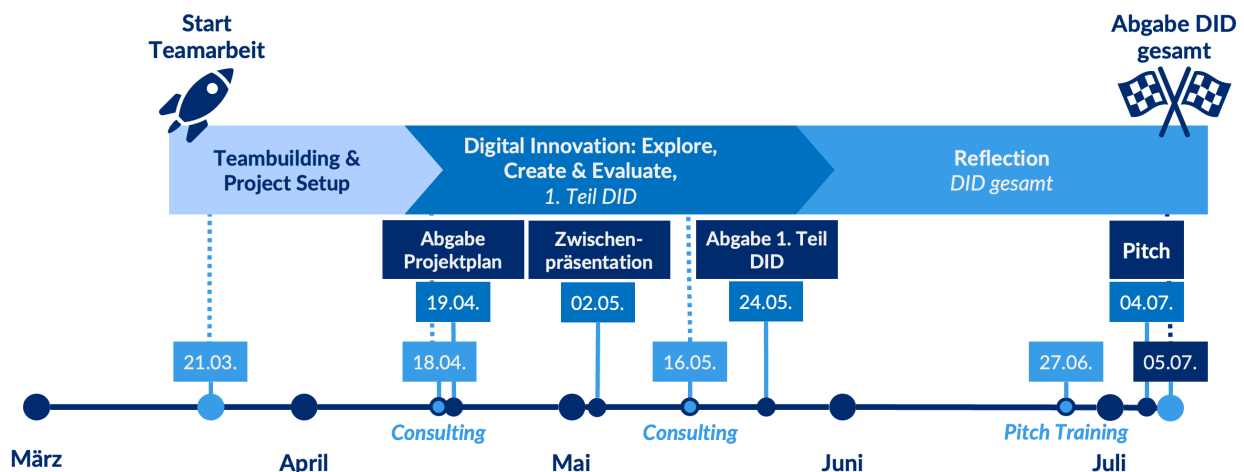 Start
Teamarbeit
Abgabe DID
gesamt
Teambuilding &
Project Setup
Digital Innovation: Explore,
Create & Evaluate,
1. Teil DID
Reflection
DID gesamt
Abgabe
Projektplan
Zwischen-
präsentation
Abgabe 1. Teil
DID
Pitch
19.04.
02.05.
24.05.
04.07.
21.03.
18.04.
16.05.
27.06.
05.07.
Consulting
Consulting
Pitch Training
März
April
Mai
Juni
Juli